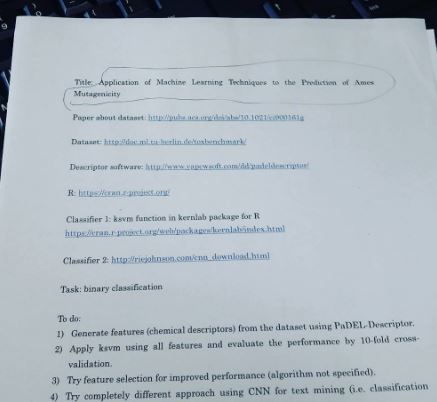 Title: Application of Machine Learning Techniques to the Prediction of Ames
Mutagenicity
Paper about dataset: http://pubs.acs.org/doi/abs/10.1021/ci900161g
Dataset: http://doc.ml.tu-berlin.de/toxbenchmark/
Descriptor software: http://www.yapcwsoft.com/dd/padeldescriptor/
R: https://cran.r-project.org/
Classifier 1: ksvm function in kernlab package for R
https://cran.r-project.org/web/packages/kernlab/index.html
Classifier 2: http://riejohnson.com/cnn_download.html
Task: binary classification
To do:
1) Generate features (chemical descriptors) from the dataset using PaDEL-Descriptor.
2) Apply ksvm using all features and evaluate the performance by 10-fold cross-
validation.
3) Try feature selection for improved performance (algorithm not specified).
4) Try completely different approach using CNN for text mining (i.e. classification